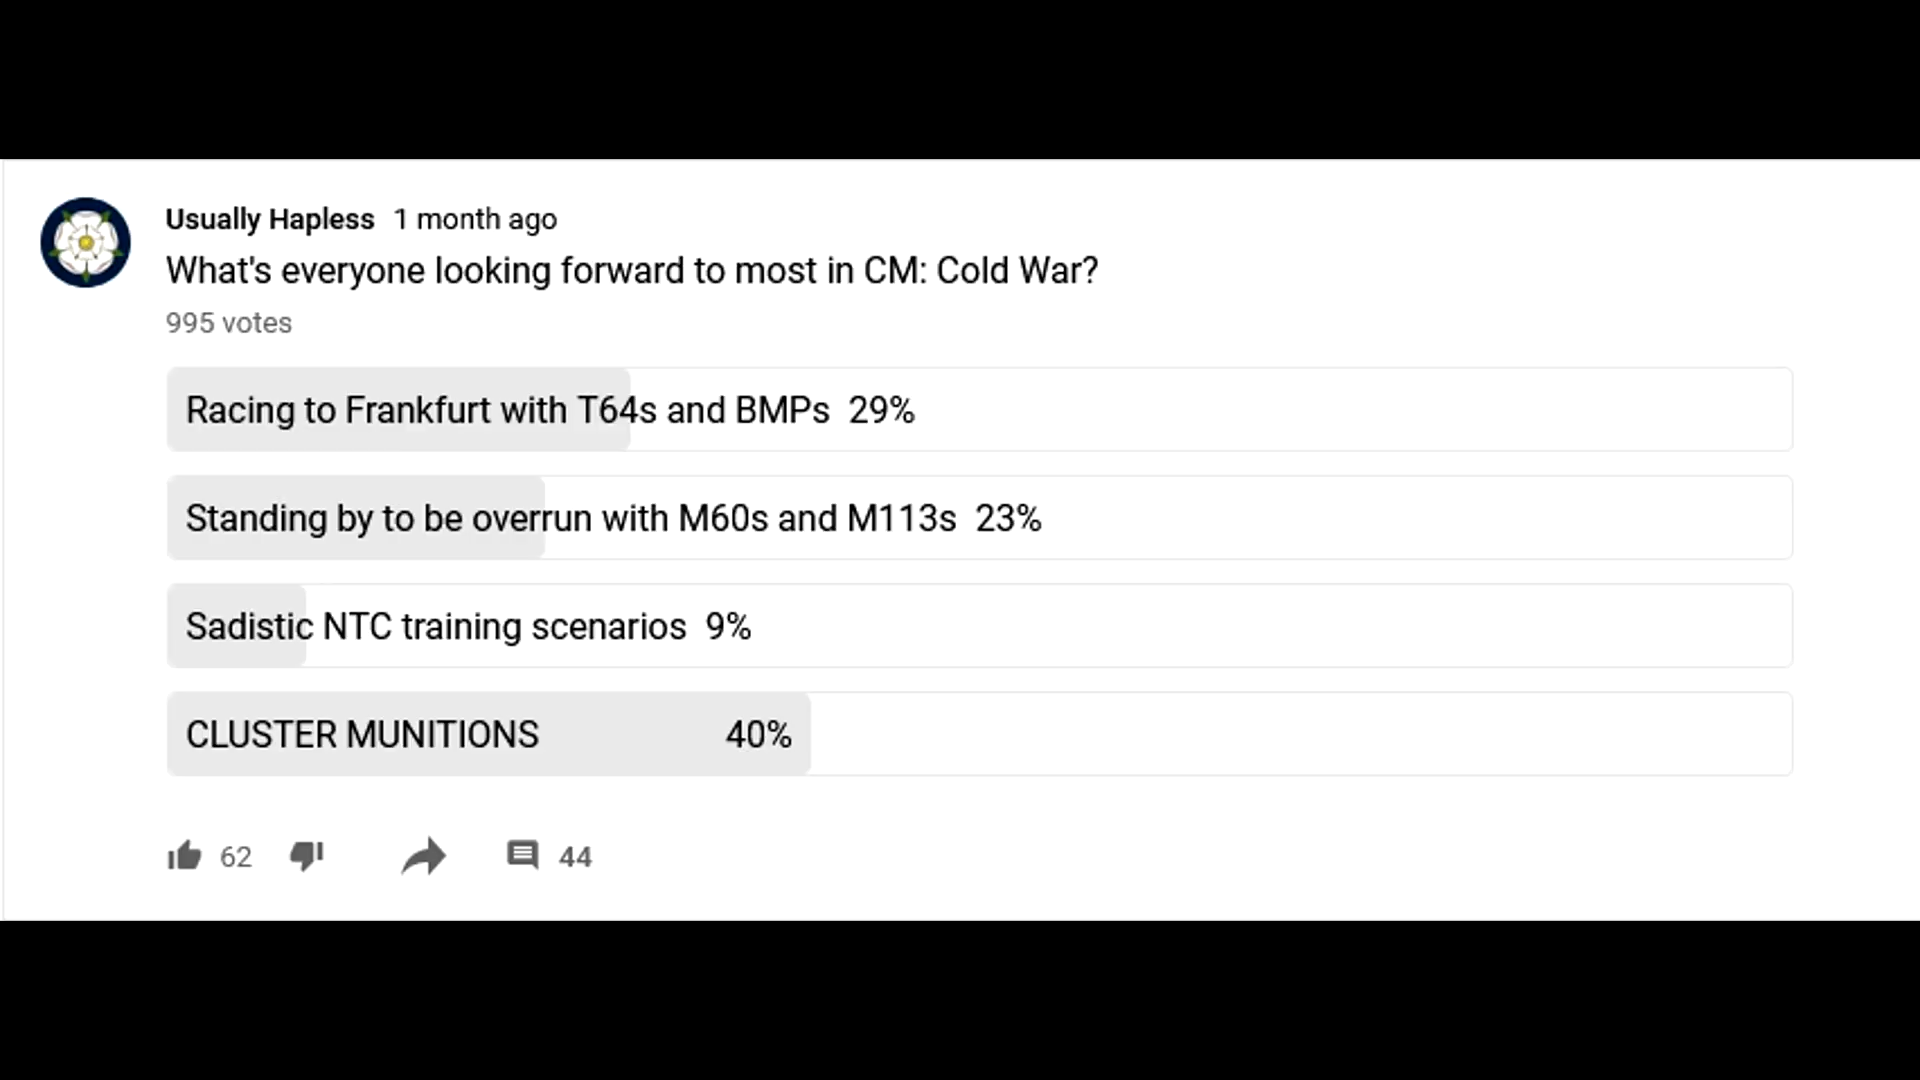 Usually Hapless 1 month ago
What's everyone looking forward to most in CM: Cold War?
995 votes
Racing to Frankfurt with T64s and BMPs 29%
Standing by to be overrun with M60s and M113s 23%
Sadistic NTC training scenarios 9%
CLUSTER MUNITIONS 40%
62 44